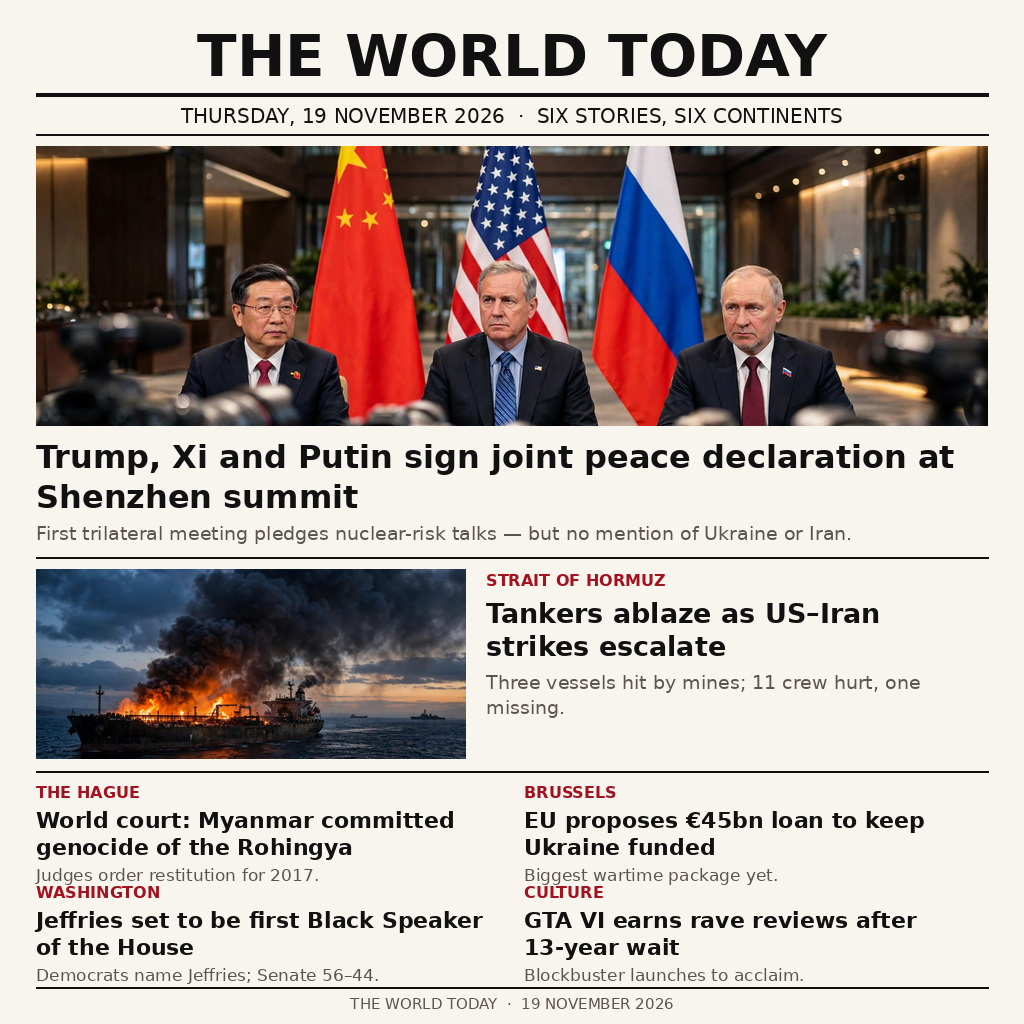 THE WORLD TODAY
THURSDAY, 19 NOVEMBER 2026 · SIX STORIES, SIX CONTINENTS
Trump, Xi and Putin sign joint peace declaration at
Shenzhen summit
First trilateral meeting pledges nuclear-risk talks — but no mention of Ukraine or Iran.
STRAIT OF HORMUZ
Tankers ablaze as US–Iran
strikes escalate
Three vessels hit by mines; 11 crew hurt, one
missing.
THE HAGUE
World court: Myanmar committed
genocide of the Rohingya
Judges order restitution for 2017.
BRUSSELS
EU proposes €45bn loan to keep
Ukraine funded
Biggest wartime package yet.
WASHINGTON
Jeffries set to be first Black Speaker
of the House
Democrats name Jeffries; Senate 56–44.
CULTURE
GTA VI earns rave reviews after
13-year wait
Blockbuster launches to acclaim.
THE WORLD TODAY · 19 NOVEMBER 2026